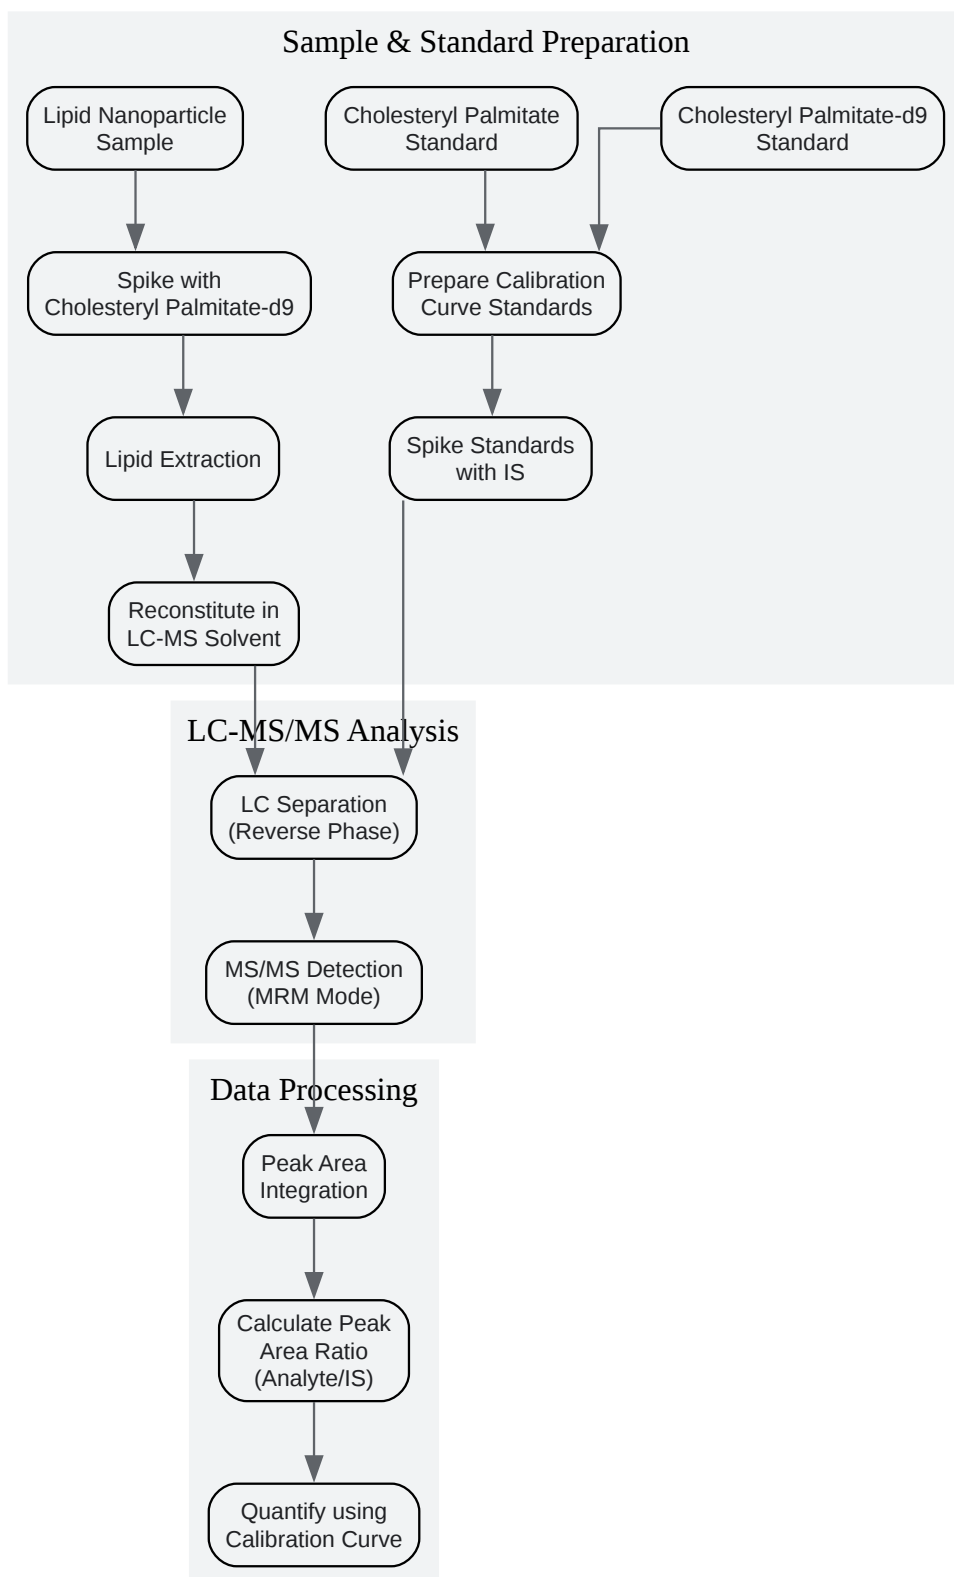 Sample & Standard Preparation
Lipid Nanoparticle
Sample
Cholesteryl Palmitate
Standard
Cholesteryl Palmitate-d9
Standard
Spike with
Cholesteryl Palmitate-d9
Prepare Calibration
Curve Standards
Lipid Extraction
Spike Standards
with IS
Reconstitute in
LC-MS Solvent
LC-MS/MS Analysis
LC Separation
(Reverse Phase)
MS/MS Detection
(MRM Mode)
Data Processing
Peak Area
Integration
Calculate Peak
Area Ratio
(Analyte/IS)
Quantify using
Calibration Curve